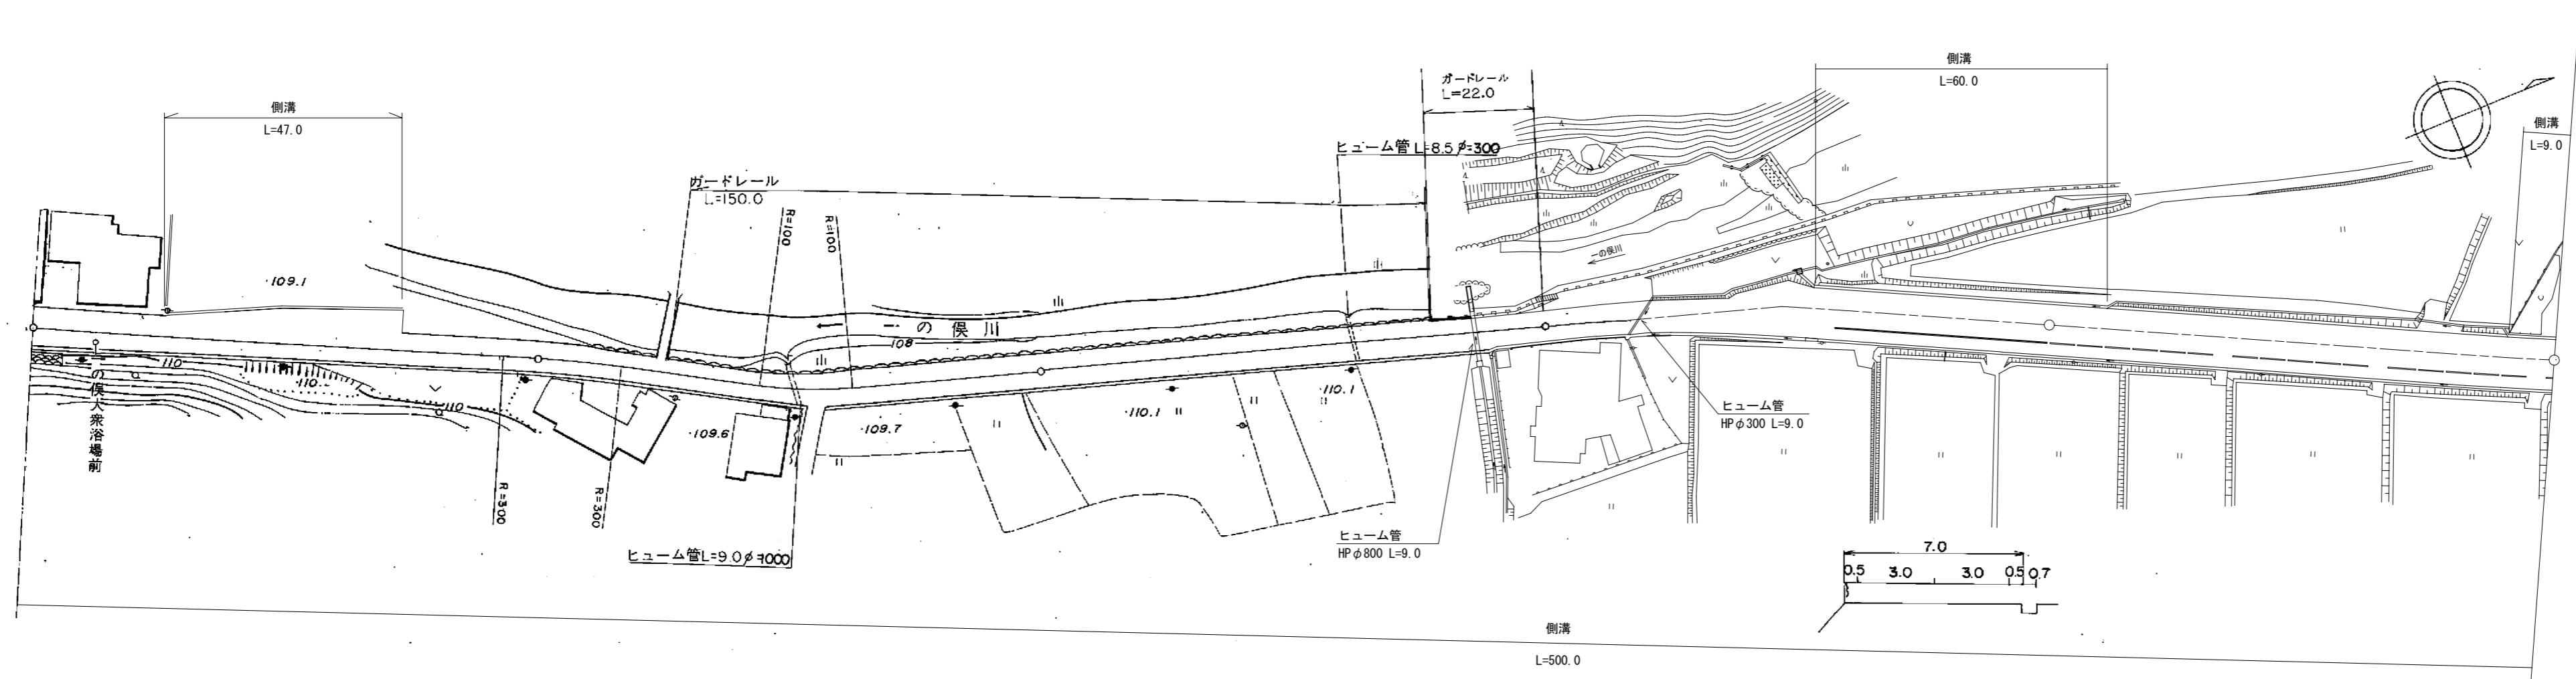 側溝
L=47.0
ガードレール
L=150.0
R=100
R=100
ヒューム管 L=8.5 φ=300
ガードレール
L=22.0
側溝
L=60.0
側溝
L=9.0
・109.1
一の俣川
← 一 の 俣 川
108
110
・110.
110
一の俣大衆浴場前
・109.6
・109.7
・110.1
・110.1
R=300
R=300
ヒューム管L=9.0 φ=1000
ヒューム管
HPφ800 L=9.0
ヒューム管
HPφ300 L=9.0
7.0
0.5 3.0 3.0 0.5 0.7
側溝
L=500.0